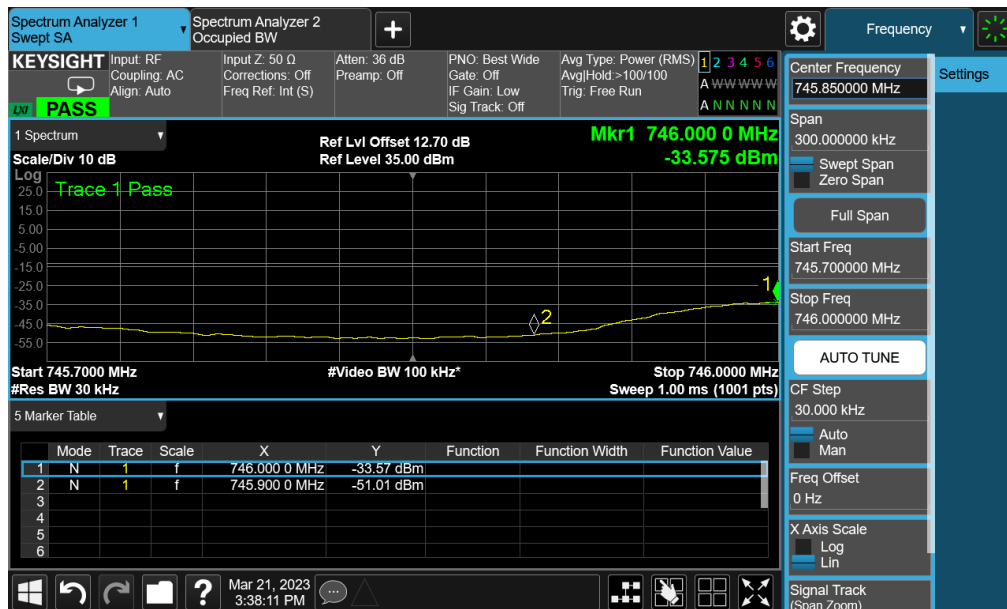 Spectrum Analyzer 1
Swept SA
Spectrum Analyzer 2
Occupied BW
Frequency
KEYSIGHT
LXI
PASS
Input: RF
Coupling: AC
Align: Auto
Input Z: 50 Ω
Corrections: Off
Freq Ref: Int (S)
Atten: 36 dB
Preamp: Off
PNO: Best Wide
Gate: Off
IF Gain: Low
Sig Track: Off
Avg Type: Power (RMS)
Avg|Hold:>100/100
Trig: Free Run
1 2 3 4 5 6
A W W W W W
A N N N N N
1 Spectrum
Scale/Div 10 dB
Ref Lvl Offset 12.70 dB
Ref Level 35.00 dBm
Mkr1 746.000 0 MHz
-33.575 dBm
Log
Trace 1 Pass
25.0
15.0
5.00
-5.00
-15.0
-25.0
-35.0
-45.0
-55.0
1
2
Start 745.7000 MHz
#Video BW 100 kHz*
Stop 746.0000 MHz
#Res BW 30 kHz
Sweep 1.00 ms (1001 pts)
5 Marker Table
Mode Trace Scale X Y Function Function Width Function Value
1 N 1 f 746.000 0 MHz -33.57 dBm
2 N 1 f 745.900 0 MHz -51.01 dBm
3
4
5
6
?
Mar 21, 2023
3:38:11 PM
Center Frequency
745.850000 MHz
Span
300.000000 kHz
Swept Span
Zero Span
Full Span
Start Freq
745.700000 MHz
Stop Freq
746.000000 MHz
AUTO TUNE
CF Step
30.000 kHz
Auto
Man
Freq Offset
0 Hz
X Axis Scale
Log
Lin
Signal Track
(Span Zoom)
Settings